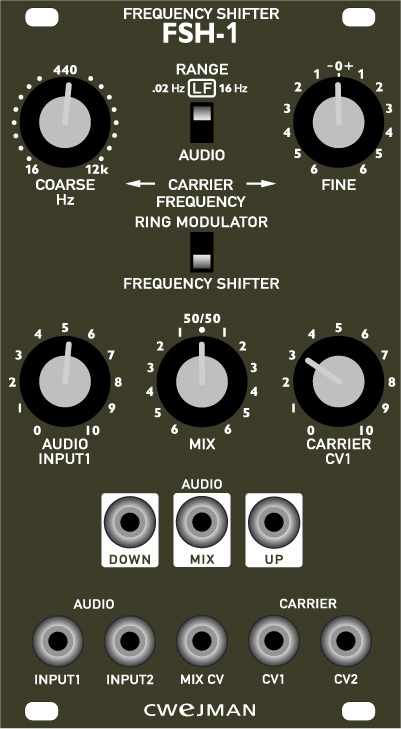 FREQUENCY SHIFTER
FSH-1
RANGE
.02 Hz LF 16 Hz
AUDIO
440
16 12k
COARSE
Hz
1 -0+ 1
2 2
3 3
4 4
5 5
6 6
FINE
CARRIER
FREQUENCY
RING MODULATOR
FREQUENCY SHIFTER
0 1 2 3 4 5 6 7 8 9 10
AUDIO
INPUT1
50/50
1 1
2 2
3 3
4 4
5 5
6 6
MIX
0 1 2 3 4 5 6 7 8 9 10
CARRIER
CV1
AUDIO
DOWN MIX UP
AUDIO CARRIER
INPUT1 INPUT2 MIX CV CV1 CV2
CWeJMAN